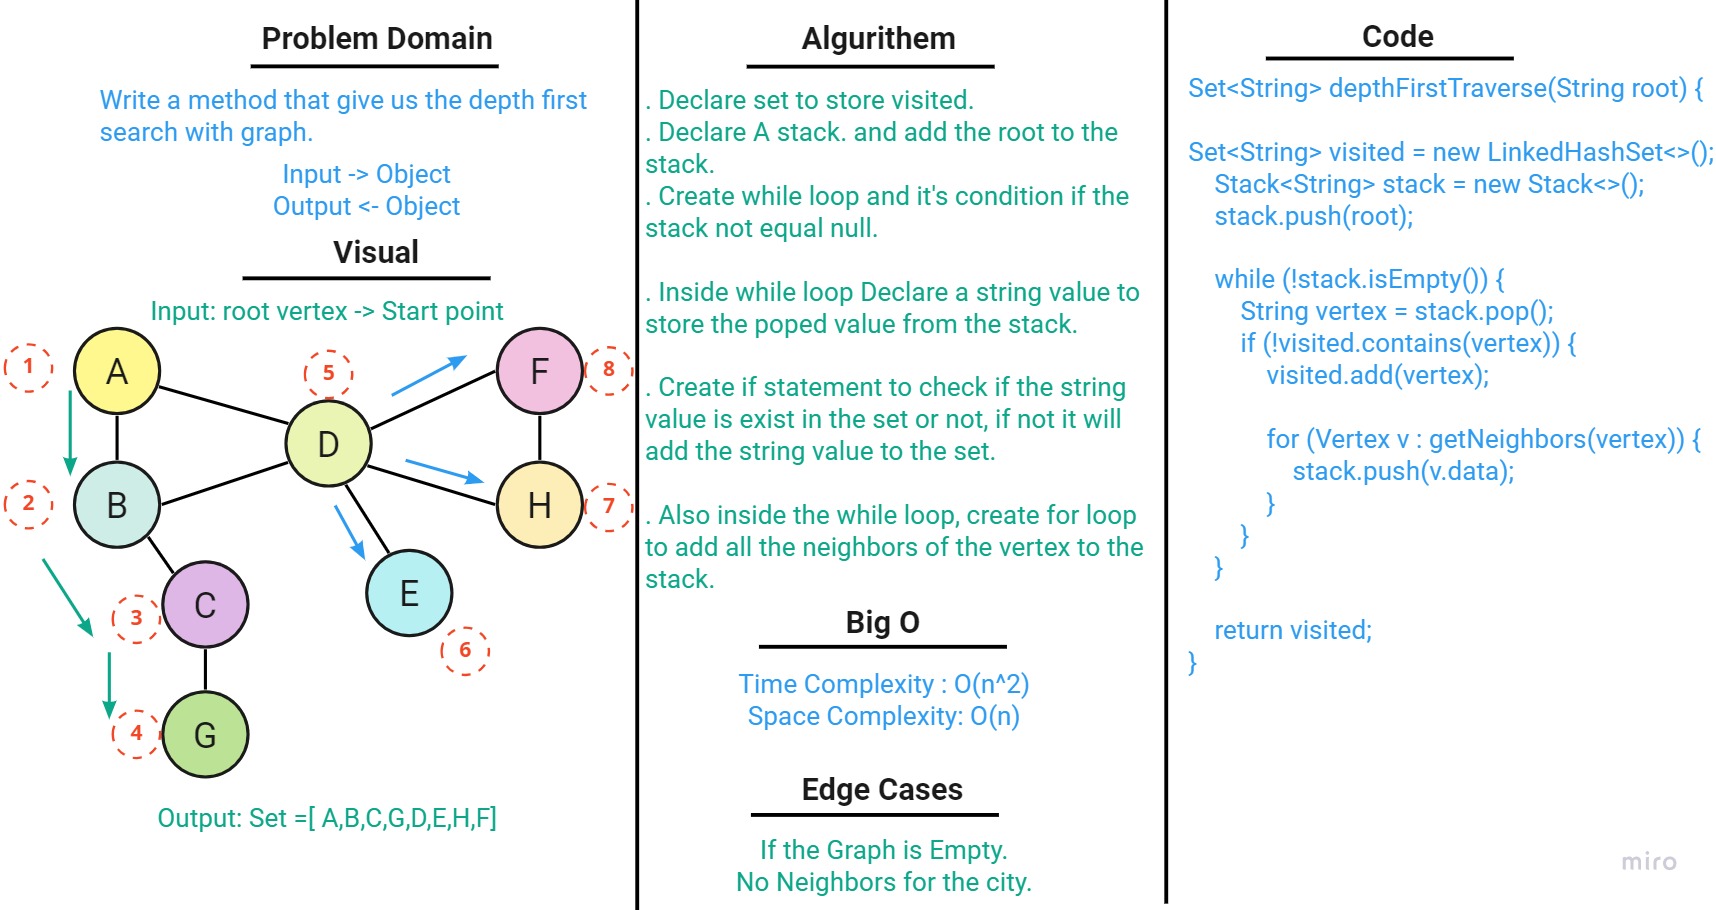 Problem Domain
Write a method that give us the depth first
search with graph.
Input -> Object
Output <- Object
Visual
Input: root vertex -> Start point
1
A
5
F
8
D
2
B
H
7
3
C
E
6
4
G
Output: Set =[ A,B,C,G,D,E,H,F]
Algurithem
. Declare set to store visited.
. Declare A stack. and add the root to the
stack.
. Create while loop and it's condition if the
stack not equal null.
. Inside while loop Declare a string value to
store the poped value from the stack.
. Create if statement to check if the string
value is exist in the set or not, if not it will
add the string value to the set.
. Also inside the while loop, create for loop
to add all the neighbors of the vertex to the
stack.
Big O
Time Complexity : O(n^2)
Space Complexity: O(n)
Edge Cases
If the Graph is Empty.
No Neighbors for the city.
Code
Set<String> depthFirstTraverse(String root) {
Set<String> visited = new LinkedHashSet<>();
Stack<String> stack = new Stack<>();
stack.push(root);
while (!stack.isEmpty()) {
String vertex = stack.pop();
if (!visited.contains(vertex)) {
visited.add(vertex);
for (Vertex v : getNeighbors(vertex)) {
stack.push(v.data);
}
}
}
return visited;
}
miro